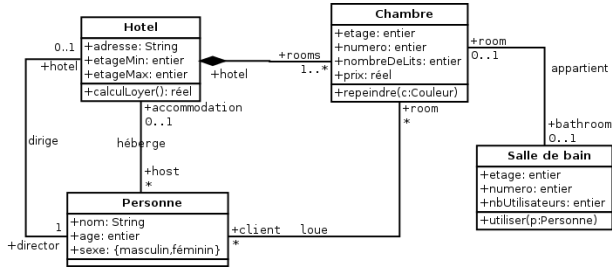 Hotel
+adresse: String
+etageMin: entier
+etageMax: entier
+calculLoyer(): réel
Chambre
+etage: entier
+numero: entier
+nombreDeLits: entier
+prix: réel
+repeindre(c:Couleur)
0..1
+hotel
+hotel
+rooms
1..*
+room
0..1
appartient
+bathroom
0..1
+accommodation
0..1
héberge
+host
*
dirige
+room
*
Salle de bain
+etage: entier
+numero: entier
+nbUtilisateurs: entier
+utiliser(p:Personne)
Personne
+nom: String
+age: entier
+sexe: {masculin,féminin}
1
+director
+client loue
*